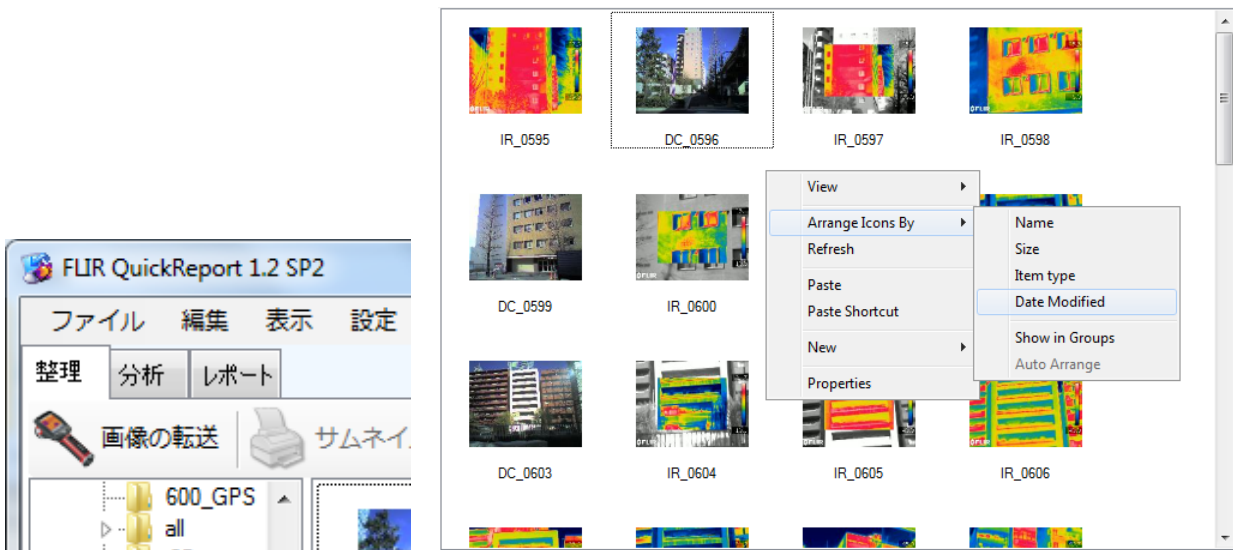 FLIR QuickReport 1.2 SP2
ファイル 編集 表示 設定
整理 分析 レポート
画像の転送 サムネイル
600_GPS
all
IR_0595 DC_0596 IR_0597 IR_0598
DC_0599 IR_0600
DC_0603 IR_0604 IR_0605 IR_0606
View
Arrange Icons By
Refresh
Paste
Paste Shortcut
New
Properties
Name
Size
Item type
Date Modified
Show in Groups
Auto Arrange